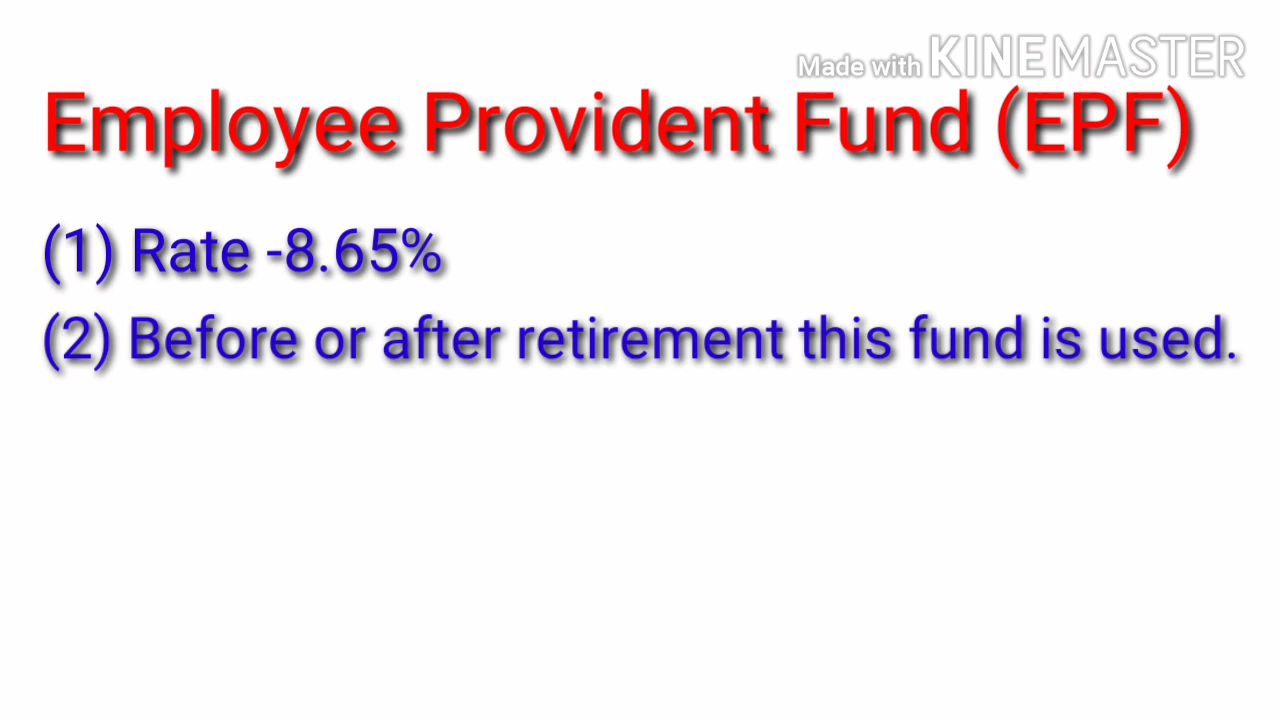 Made with KINEMASTER
Employee Provident Fund (EPF)
(1) Rate -8.65%
(2) Before or after retirement this fund is used.